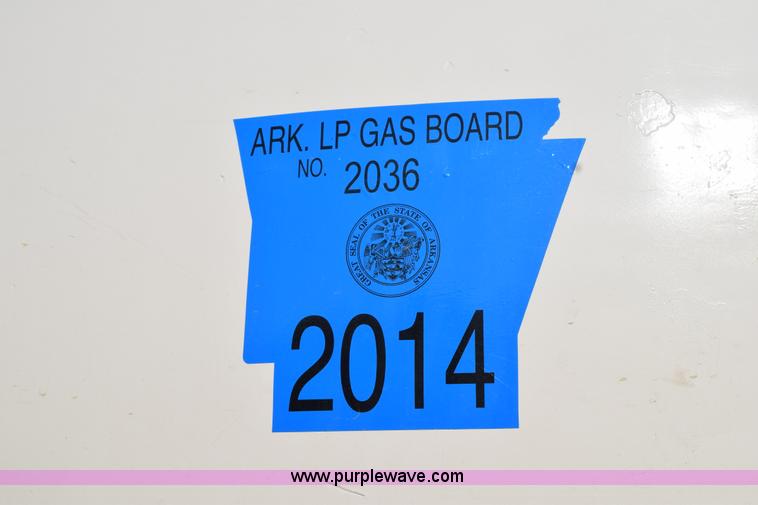 ARK. LP GAS BOARD
NO. 2036
GREAT SEAL OF THE STATE OF ARKANSAS
2014
www.purplewave.com